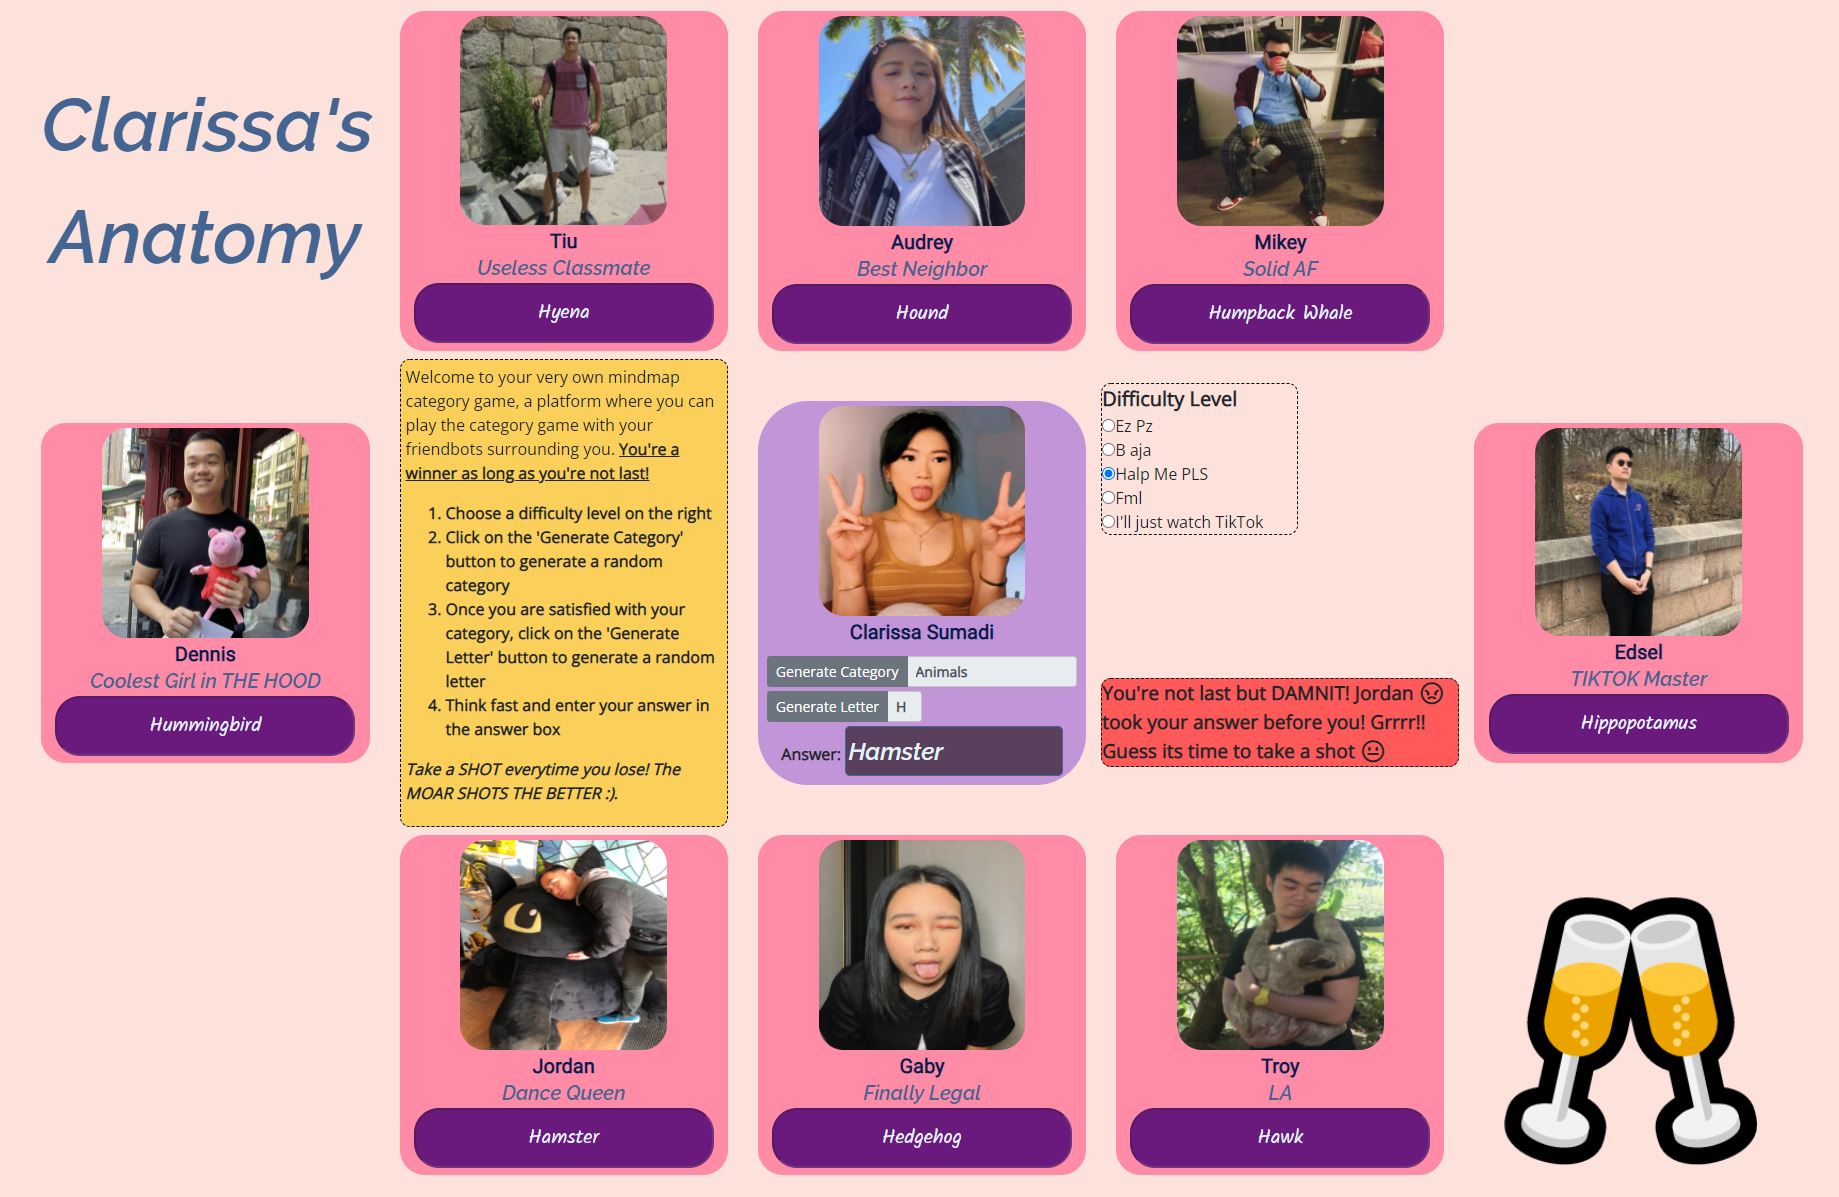 Clarissa's
Anatomy
Tiu
Useless Classmate
Hyena
Audrey
Best Neighbor
Hound
Mikey
Solid AF
Humpback Whale
Dennis
Coolest Girl in THE HOOD
Hummingbird
Welcome to your very own mindmap
category game, a platform where you can
play the category game with your
friendbots surrounding you. You're a
winner as long as you're not last!
1. Choose a difficulty level on the right
2. Click on the 'Generate Category'
button to generate a random
category
3. Once you are satisfied with your
category, click on the 'Generate
Letter' button to generate a random
letter
4. Think fast and enter your answer in
the answer box
Take a SHOT everytime you lose! The
MOAR SHOTS THE BETTER :).
Clarissa Sumadi
Generate Category Animals
Generate Letter H
Answer: Hamster
Difficulty Level
Ez Pz
B aja
Halp Me PLS
Fml
I'll just watch TikTok
You're not last but DAMNIT! Jordan 😠
took your answer before you! Grrrr!!
Guess its time to take a shot 😐
Edsel
TIKTOK Master
Hippopotamus
Jordan
Dance Queen
Hamster
Gaby
Finally Legal
Hedgehog
Troy
LA
Hawk